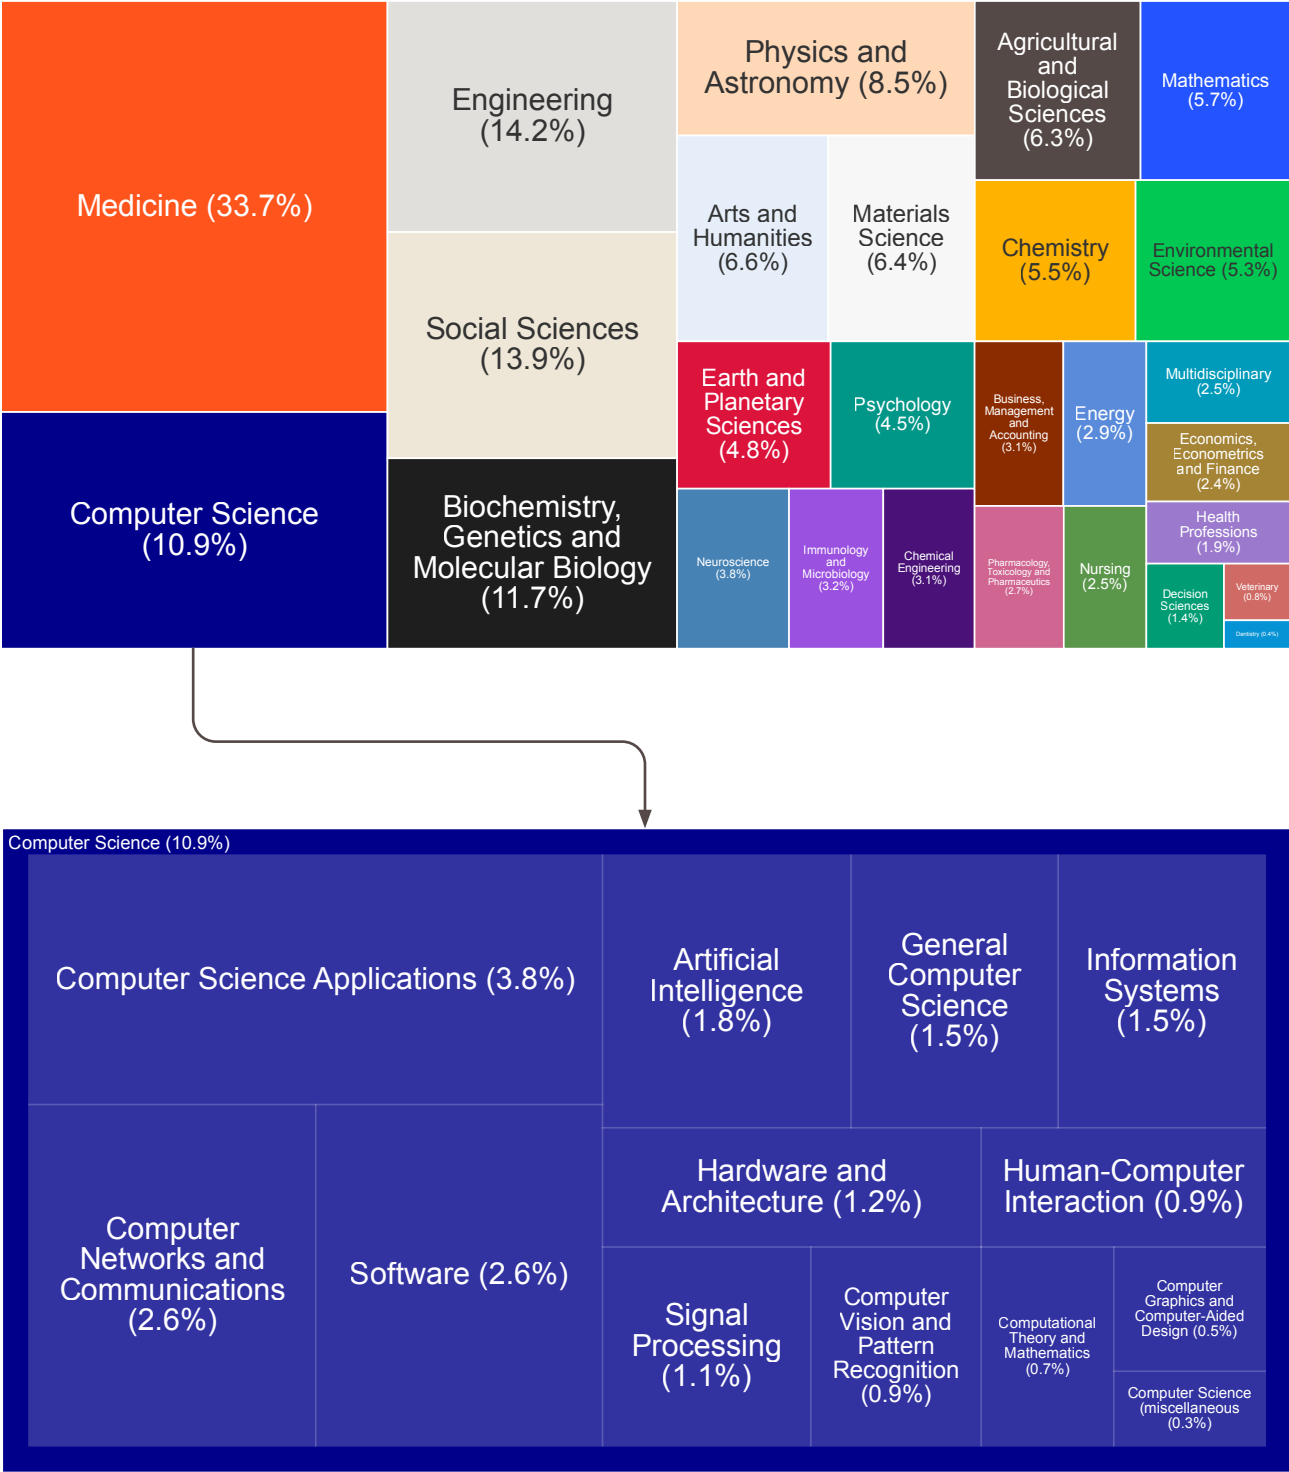 Medicine (33.7%)
Computer Science
(10.9%)
Engineering
(14.2%)
Social Sciences
(13.9%)
Biochemistry,
Genetics and
Molecular Biology
(11.7%)
Physics and
Astronomy (8.5%)
Arts and
Humanities
(6.6%)
Materials
Science
(6.4%)
Earth and
Planetary
Sciences
(4.8%)
Psychology
(4.5%)
Neuroscience
(3.8%)
Immunology
and
Microbiology
(3.2%)
Chemical
Engineering
(3.1%)
Agricultural
and
Biological
Sciences
(6.3%)
Mathematics
(5.7%)
Chemistry
(5.5%)
Environmental
Science (5.3%)
Business,
Management
and
Accounting
(3.1%)
Energy
(2.9%)
Multidisciplinary
(2.5%)
Economics,
Econometrics
and Finance
(2.4%)
Pharmacology,
Toxicology and
Pharmaceutics
(2.7%)
Nursing
(2.5%)
Health
Professions
(1.9%)
Decision
Sciences
(1.4%)
Veterinary
(0.8%)
Dentistry (0.4%)
Computer Science (10.9%)
Computer Science Applications (3.8%)
Computer
Networks and
Communications
(2.6%)
Software (2.6%)
Artificial
Intelligence
(1.8%)
General
Computer
Science
(1.5%)
Information
Systems
(1.5%)
Hardware and
Architecture (1.2%)
Human-Computer
Interaction (0.9%)
Signal
Processing
(1.1%)
Computer
Vision and
Pattern
Recognition
(0.9%)
Computational
Theory and
Mathematics
(0.7%)
Computer
Graphics and
Computer-Aided
Design (0.5%)
Computer Science
(miscellaneous
(0.3%)